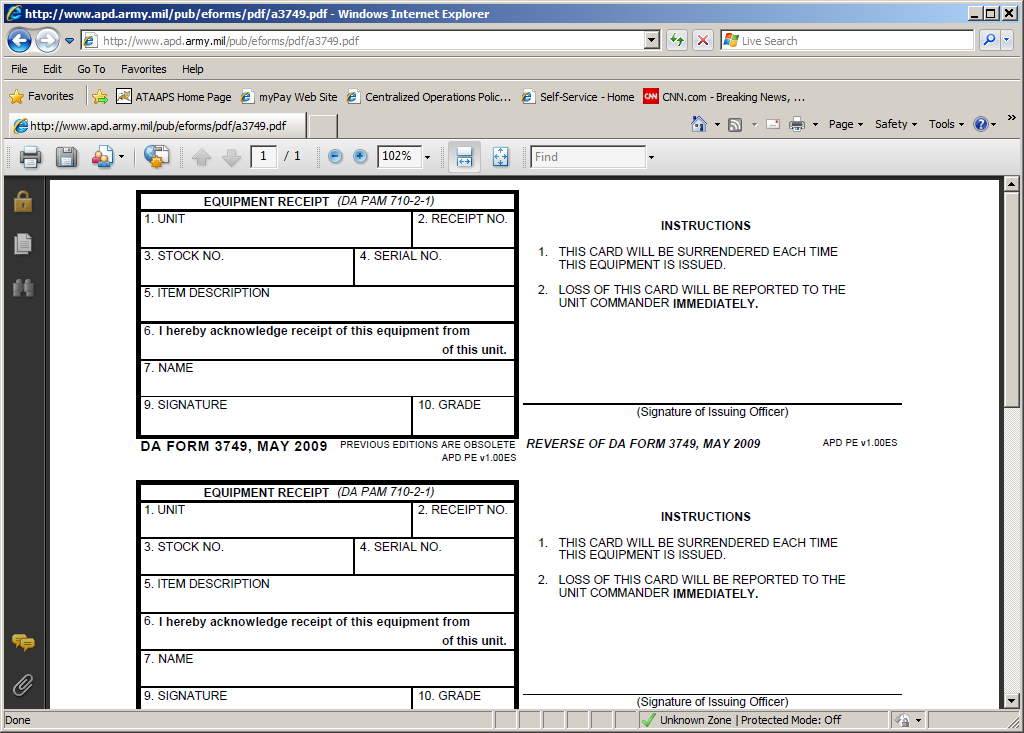 http://www.apd.army.mil/pub/eforms/pdf/a3749.pdf - Windows Internet Explorer
http://www.apd.army.mil/pub/eforms/pdf/a3749.pdf
Live Search
File Edit Go To Favorites Help
Favorites ATAAPS Home Page myPay Web Site Centralized Operations Polic... Self-Service - Home CNN CNN.com - Breaking News, ...
http://www.apd.army.mil/pub/eforms/pdf/a3749.pdf
Page Safety Tools »
1 / 1 102% Find
EQUIPMENT RECEIPT (DA PAM 710-2-1)
1. UNIT 2. RECEIPT NO.
3. STOCK NO. 4. SERIAL NO.
5. ITEM DESCRIPTION
6. I hereby acknowledge receipt of this equipment from
of this unit.
7. NAME
9. SIGNATURE 10. GRADE
DA FORM 3749, MAY 2009 PREVIOUS EDITIONS ARE OBSOLETE
APD PE v1.00ES
INSTRUCTIONS
1. THIS CARD WILL BE SURRENDERED EACH TIME
THIS EQUIPMENT IS ISSUED.
2. LOSS OF THIS CARD WILL BE REPORTED TO THE
UNIT COMMANDER IMMEDIATELY.
(Signature of Issuing Officer)
REVERSE OF DA FORM 3749, MAY 2009 APD PE v1.00ES
EQUIPMENT RECEIPT (DA PAM 710-2-1)
1. UNIT 2. RECEIPT NO.
3. STOCK NO. 4. SERIAL NO.
5. ITEM DESCRIPTION
6. I hereby acknowledge receipt of this equipment from
of this unit.
7. NAME
9. SIGNATURE 10. GRADE
INSTRUCTIONS
1. THIS CARD WILL BE SURRENDERED EACH TIME
THIS EQUIPMENT IS ISSUED.
2. LOSS OF THIS CARD WILL BE REPORTED TO THE
UNIT COMMANDER IMMEDIATELY.
(Signature of Issuing Officer)
Done Unknown Zone | Protected Mode: Off